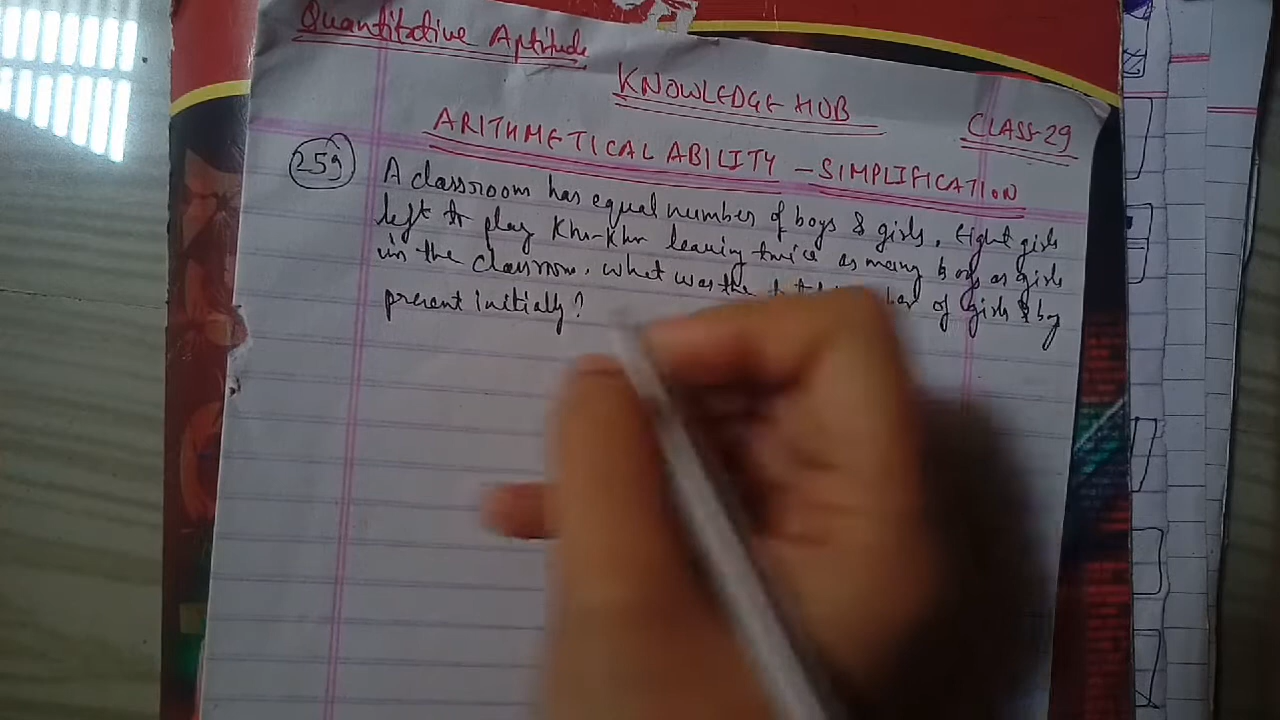 Quantitative Aptitude
KNOWLEDGE HUB
CLASS-29
ARITHMETICAL ABILITY - SIMPLIFICATION
259 A classroom has equal number of boys & girls. Eight girls
left to play Kho-Kho leaving twice as many boys as girls
in the classroom. What was the of girls & boy
present initially?